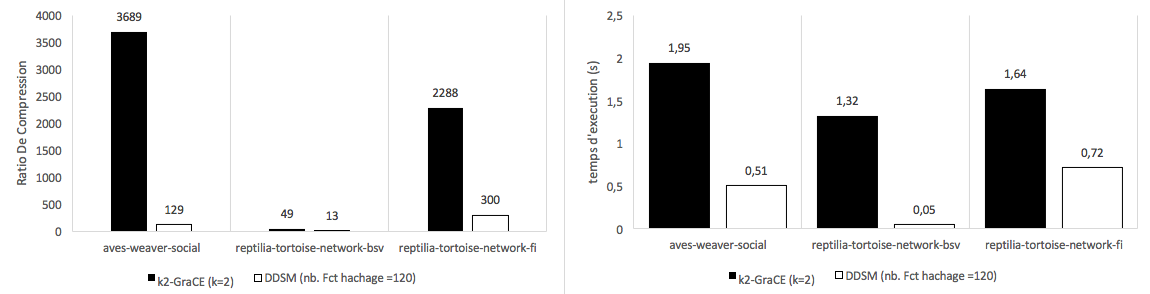 Ratio De Compression
4000
3500
3000
2500
2000
1500
1000
500
0
3689
129
49
13
2288
300
aves-weaver-social
reptilia-tortoise-network-bsv
reptilia-tortoise-network-fi
k2-GraCE (k=2)
DDSM (nb. Fct hachage =120)
temps d'execution (s)
2,5
2
1,5
1
0,5
0
1,95
0,51
1,32
0,05
1,64
0,72
aves-weaver-social
reptilia-tortoise-network-bsv
reptilia-tortoise-network-fi
k2-GraCE (k=2)
DDSM (nb. Fct hachage =120)